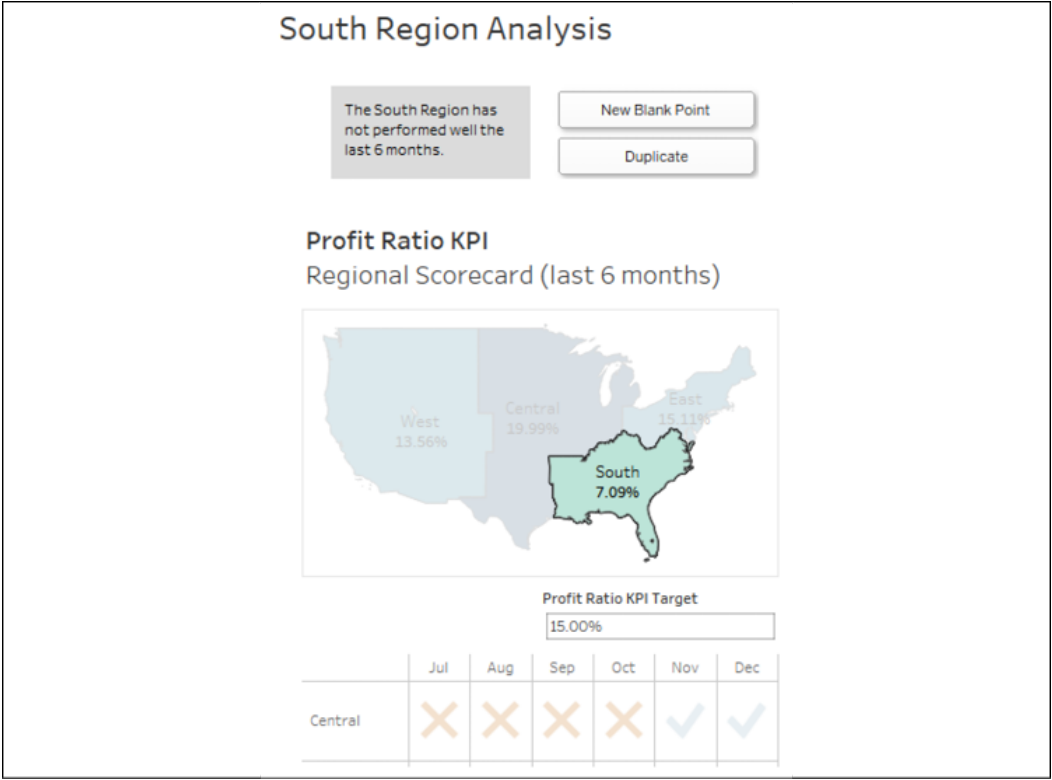 South Region Analysis
The South Region has
not performed well the
last 6 months.
New Blank Point
Duplicate
Profit Ratio KPI
Regional Scorecard (last 6 months)
West
13.56%
Central
19.99%
East
15.11%
South
7.09%
Profit Ratio KPI Target
15.00%
Jul Aug Sep Oct Nov Dec
Central